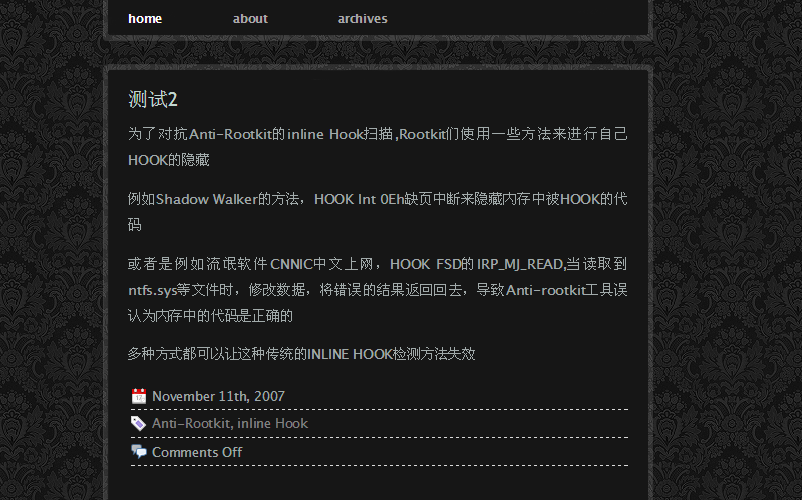 home about archives
测试2
为了对抗Anti-Rootkit的inline Hook扫描,Rootkit们使用一些方法来进行自己
HOOK的隐藏
例如Shadow Walker的方法，HOOK Int 0Eh缺页中断来隐藏内存中被HOOK的代
码
或者是例如流氓软件CNNIC中文上网，HOOK FSD的IRP_MJ_READ,当读取到
ntfs.sys等文件时，修改数据，将错误的结果返回回去，导致Anti-rootkit工具误
认为内存中的代码是正确的
多种方式都可以让这种传统的INLINE HOOK检测方法失效
November 11th, 2007
Anti-Rootkit, inline Hook
Comments Off